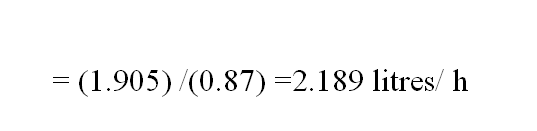 = (1.905) /(0.87) =2.189 litres/ h